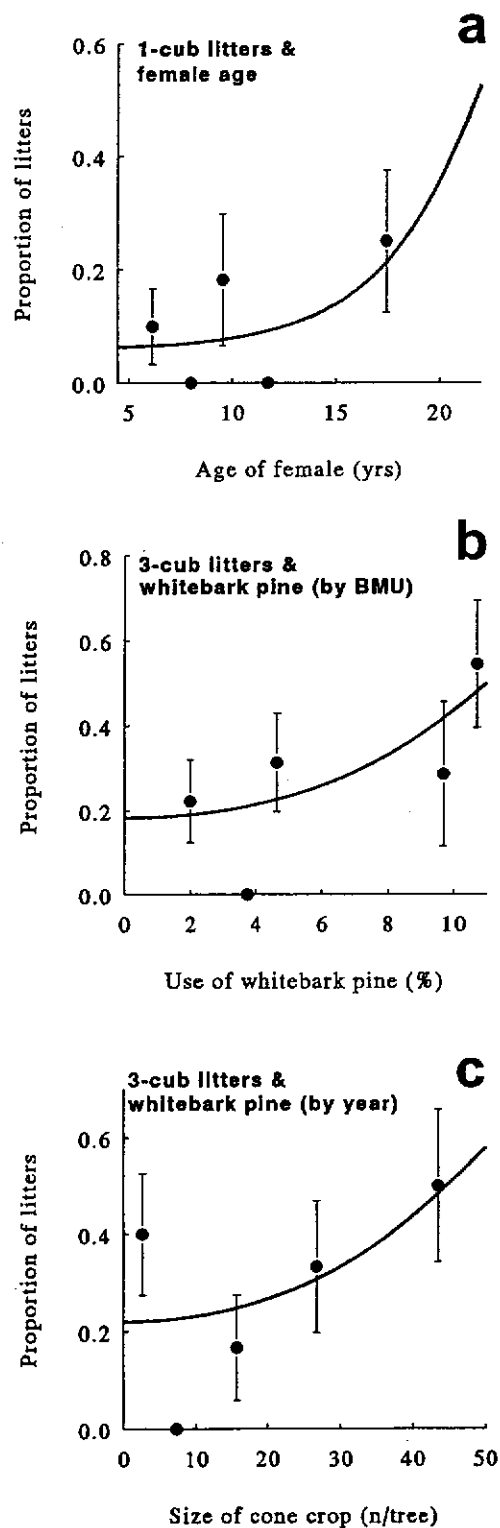 a
1-cub litters &
female age
0.6
0.4
0.2
0.0
Proportion of litters
5 10 15 20
Age of female (yrs)
b
3-cub litters &
whitebark pine (by BMU)
0.8
0.6
0.4
0.2
0.0
Proportion of litters
0 2 4 6 8 10
Use of whitebark pine (%)
c
3-cub litters &
whitebark pine (by year)
0.6
0.4
0.2
0.0
Proportion of litters
0 10 20 30 40 50
Size of cone crop (n/tree)